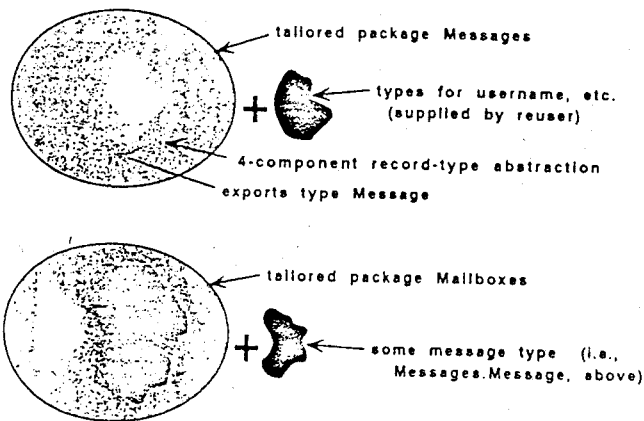 tailored package Messages
+
types for username, etc.
(supplied by reuser)
4-component record-type abstraction
exports type Message
tailored package Mailboxes
+
some message type (i.e.,
Messages.Message, above)